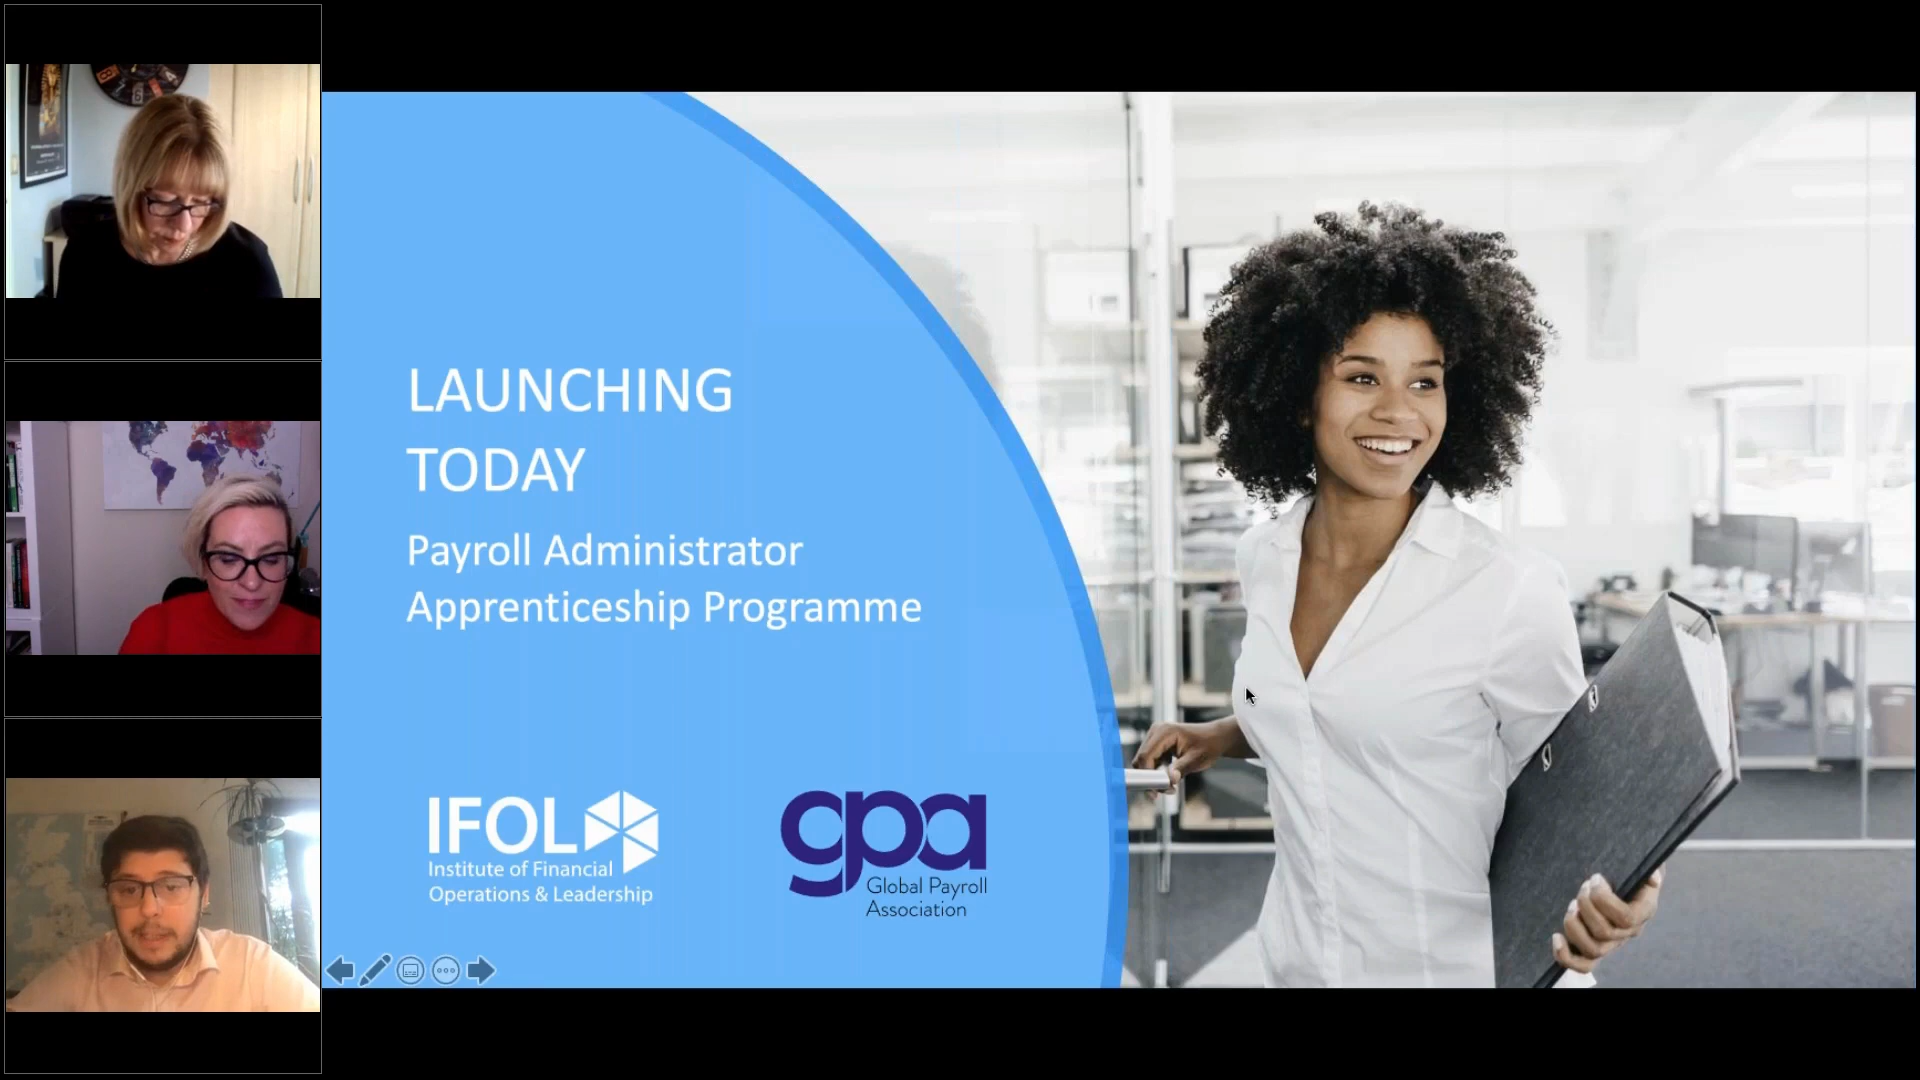 LAUNCHING
TODAY
Payroll Administrator
Apprenticeship Programme
IFOL
Institute of Financial
Operations & Leadership
gpa
Global Payroll
Association